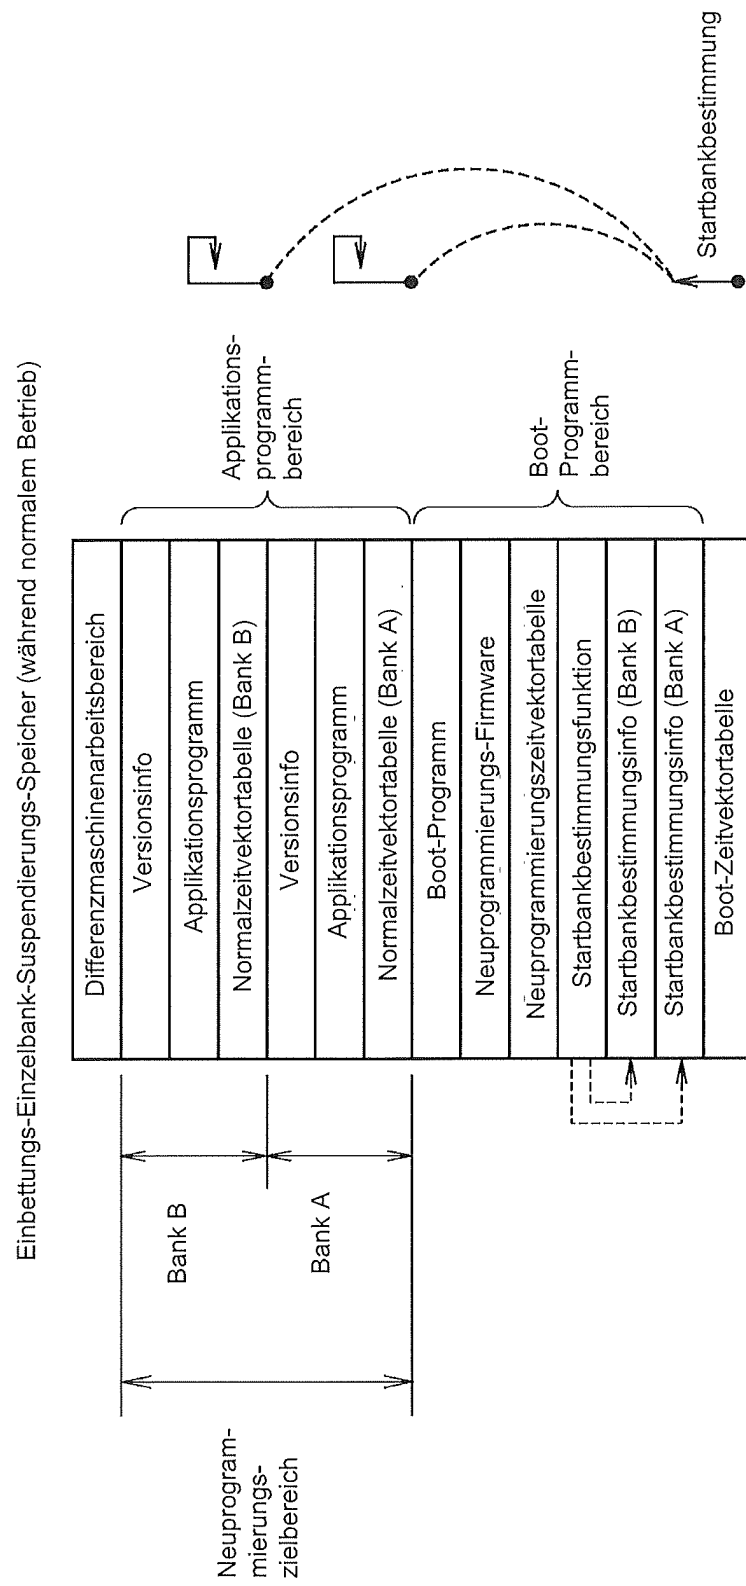 Einbettungs-Einzelbank-Suspendierungs-Speicher (während normalem Betrieb)
Neuprogram-
mierungs-
zielbereich
Bank B
Bank A
Differenzmaschinenarbeitsbereich
Versionsinfo
Applikationsprogramm
Normalzeitvektortabelle (Bank B)
Versionsinfo
Applikationsprogramm
Normalzeitvektortabelle (Bank A)
Boot-Programm
Neuprogrammierungs-Firmware
Neuprogrammierungszeitvektortabelle
Startbankbestimmungsfunktion
Startbankbestimmungsinfo (Bank B)
Startbankbestimmungsinfo (Bank A)
Boot-Zeitvektortabelle
Applikations-
programm-
bereich
Boot-
Programm-
bereich
Startbankbestimmung